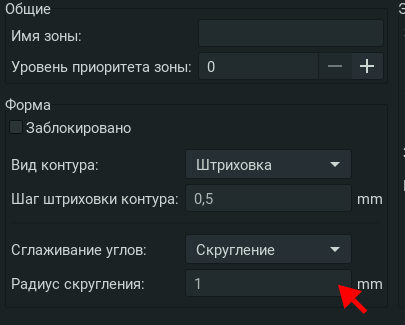 Общие
Имя зоны:
Уровень приоритета зоны: 0
Форма
Заблокировано
Вид контура: Штриховка
Шаг штриховки контура: 0,5 mm
Сглаживание углов: Скругление
Радиус скругления: 1 mm